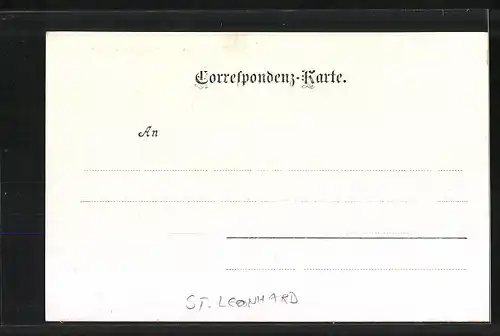 Correſpondenz-Karte.
An
ST. LEONHARD